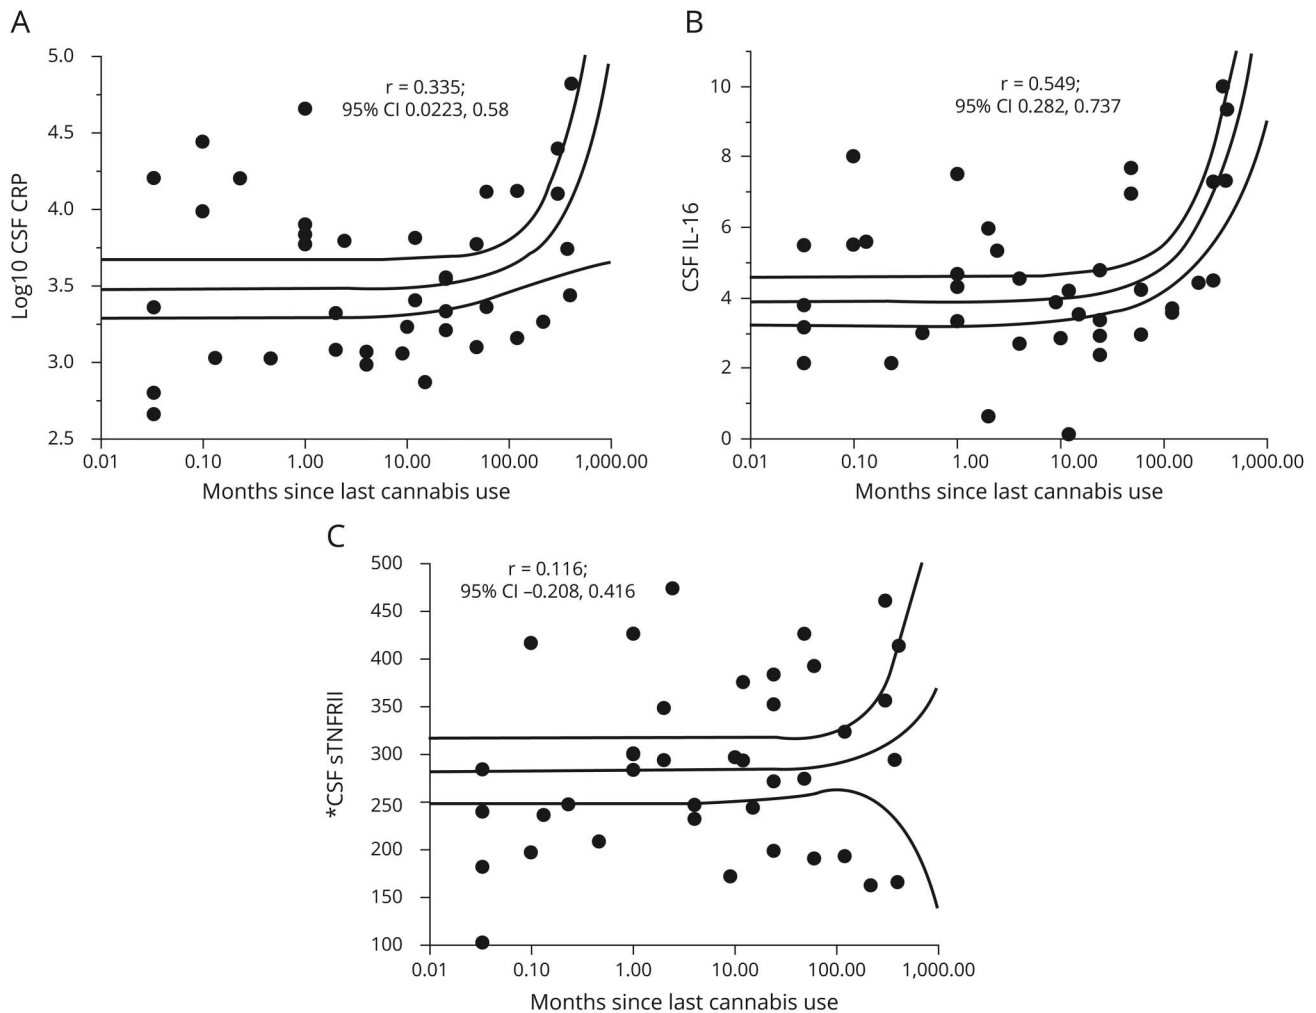 A
5.0
4.5
4.0
3.5
3.0
2.5
Log10 CSF CRP
r = 0.335;
95% CI 0.0223, 0.58
0.01 0.10 1.00 10.00 100.00 1,000.00
Months since last cannabis use
B
10
8
6
4
2
0
CSF IL-16
r = 0.549;
95% CI 0.282, 0.737
0.01 0.10 1.00 10.00 100.00 1,000.00
Months since last cannabis use
C
500
450
400
350
300
250
200
150
100
*CSF sTNFRII
r = 0.116;
95% CI –0.208, 0.416
0.01 0.10 1.00 10.00 100.00 1,000.00
Months since last cannabis use